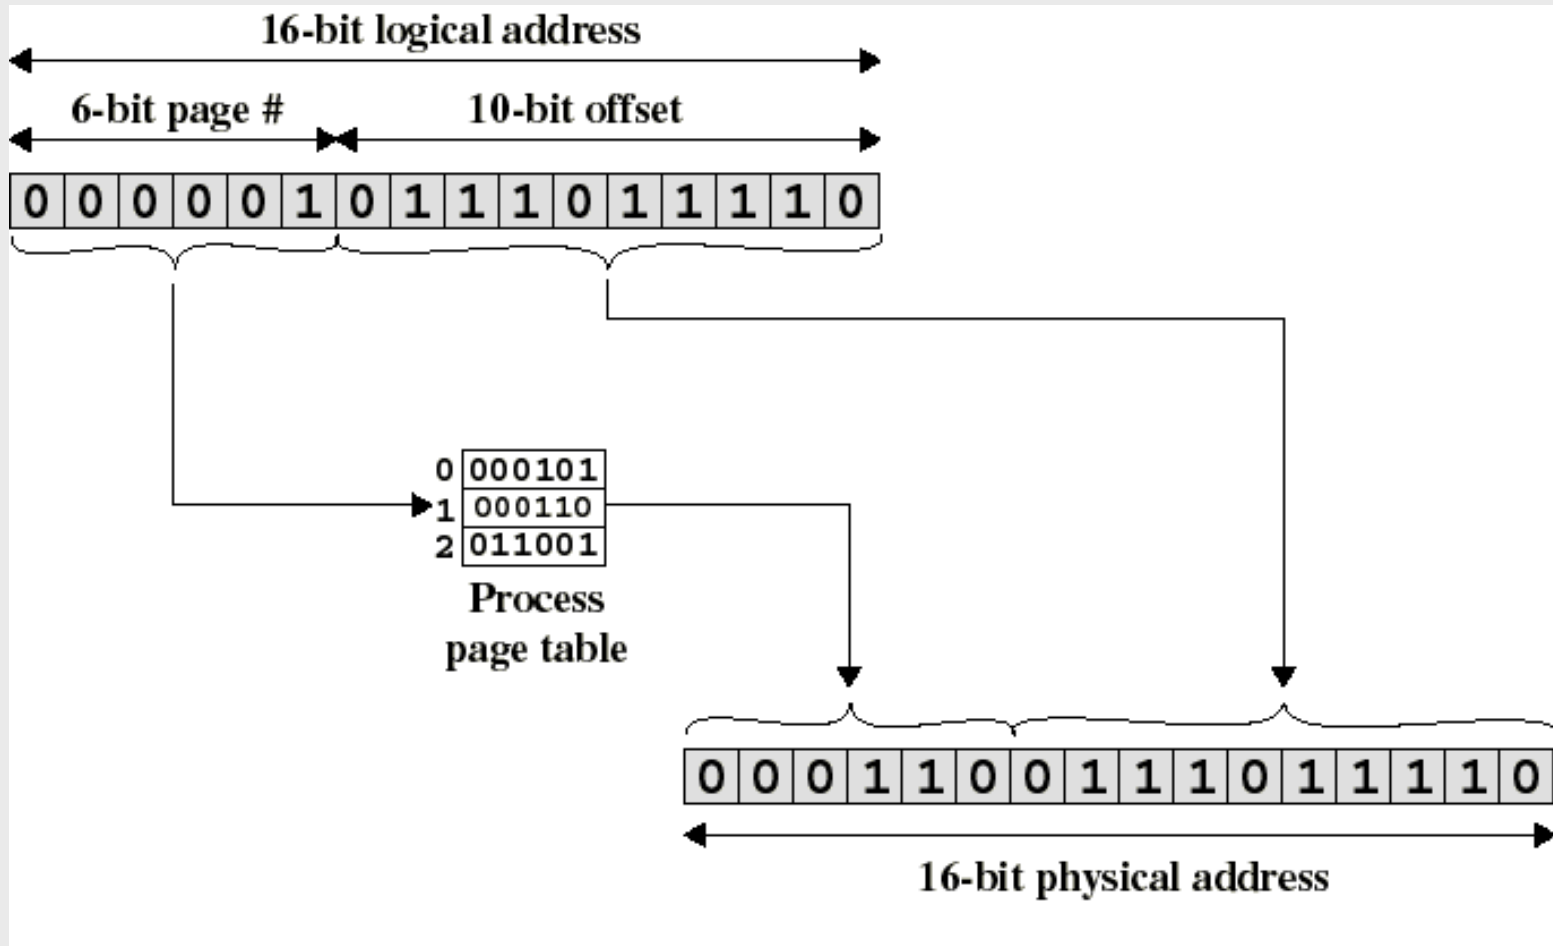 16-bit logical address
6-bit page # 10-bit offset
0 0 0 0 0 1 0 1 1 1 0 1 1 1 1 0
0 000101
1 000110
2 011001
Process
page table
0 0 0 1 1 0 0 1 1 1 0 1 1 1 1 0
16-bit physical address